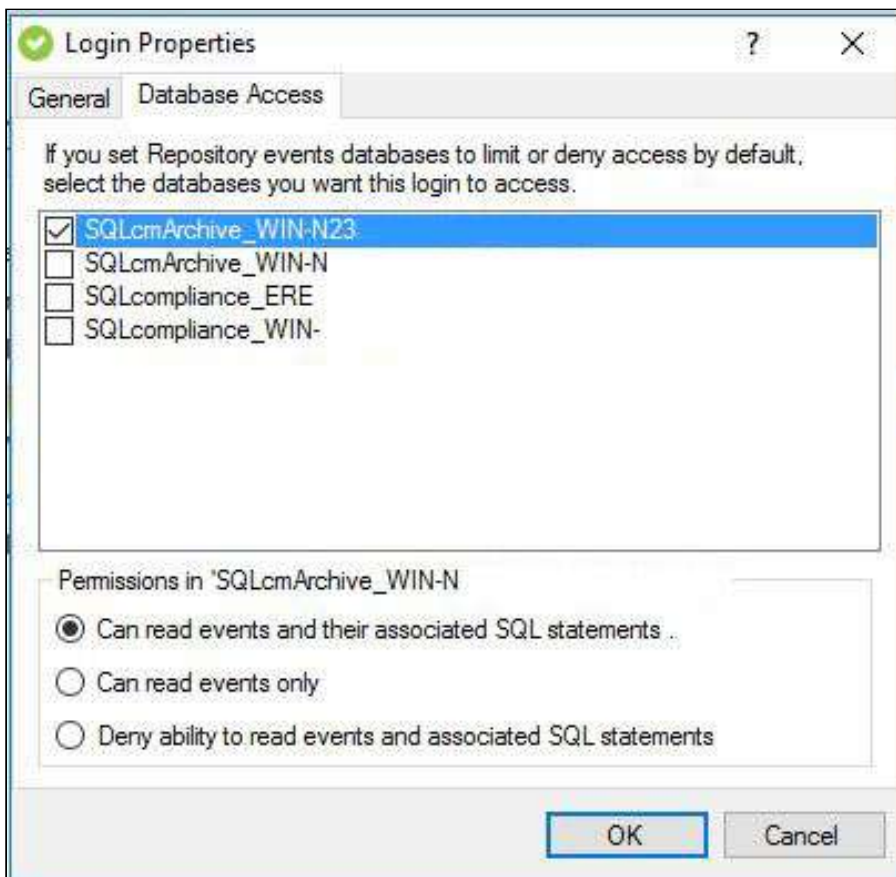 Login Properties
General
Database Access
If you set Repository events databases to limit or deny access by default,
select the databases you want this login to access.
SQLcmArchive_WIN-N23
SQLcmArchive_WIN-N
SQLcompliance_ERE
SQLcompliance_WIN-
Permissions in 'SQLcmArchive_WIN-N
Can read events and their associated SQL statements .
Can read events only
Deny ability to read events and associated SQL statements
OK
Cancel